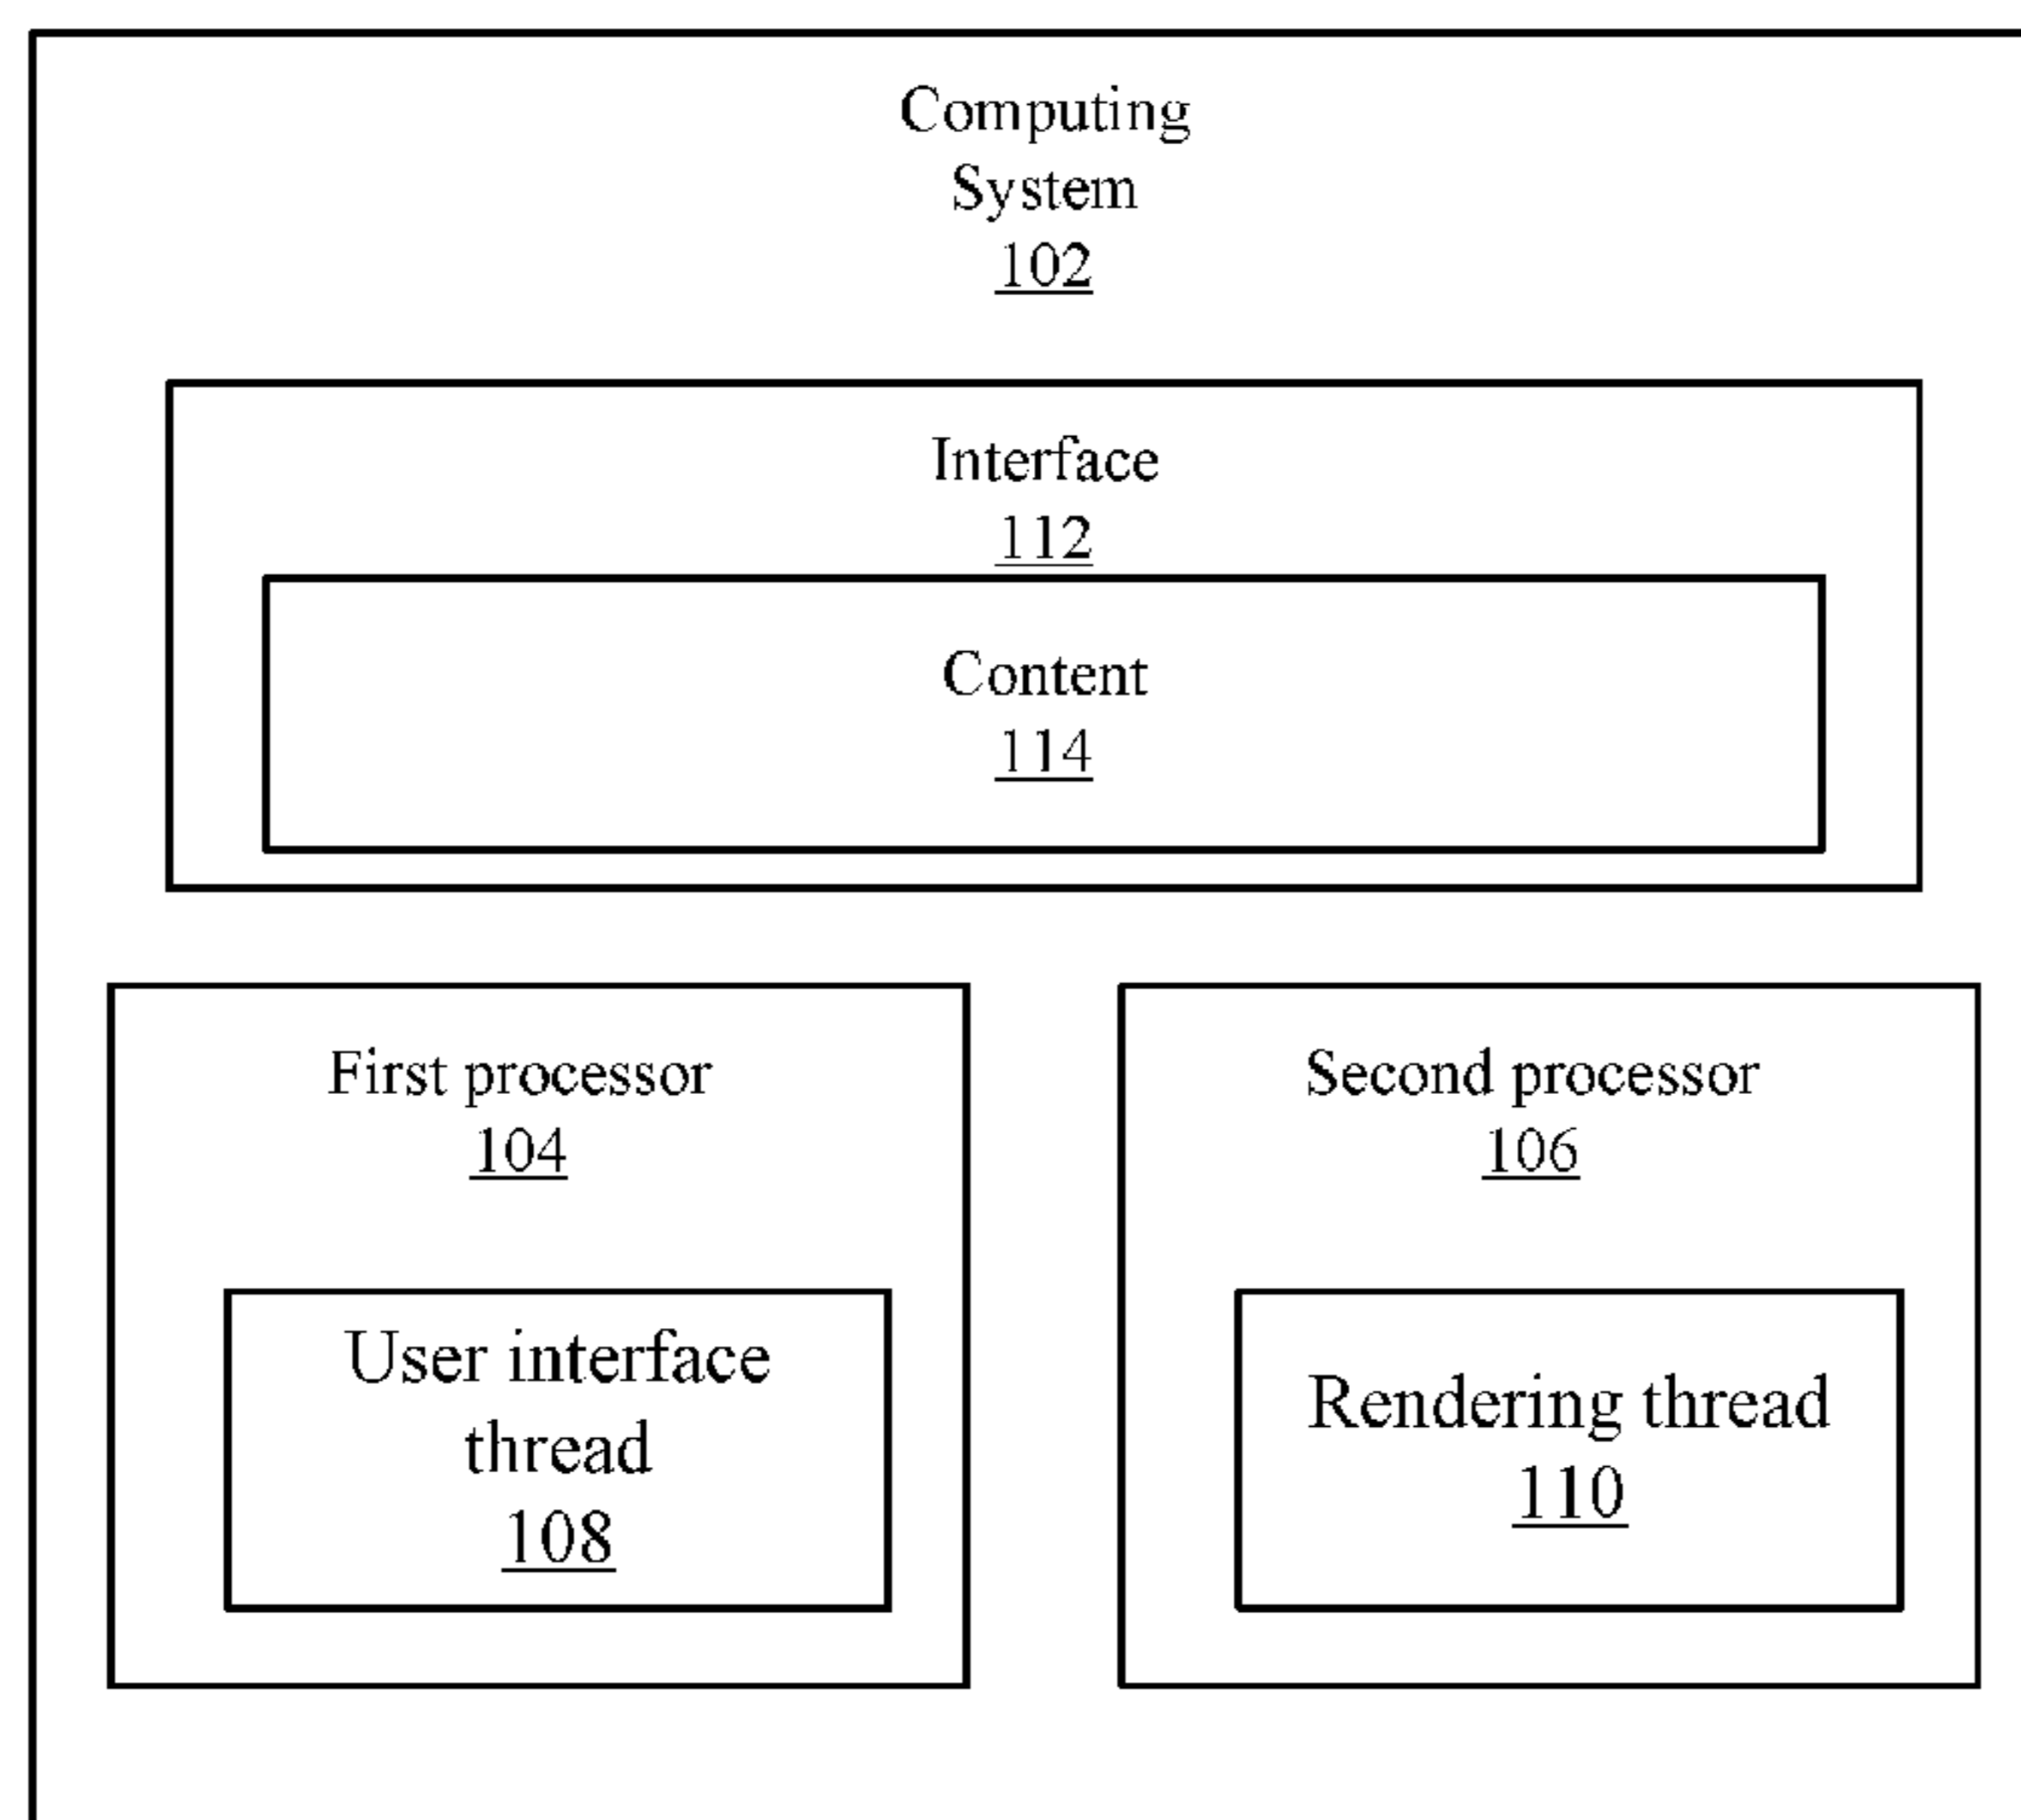 Computing
System
102
Interface
112
Content
114
First processor
104
User interface
thread
108
Second processor
106
Rendering thread
110